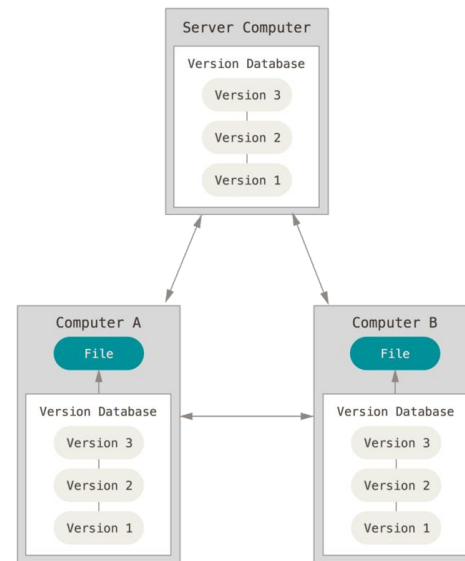 Server Computer
Version Database
Version 3
Version 2
Version 1
Computer A
File
Version Database
Version 3
Version 2
Version 1
Computer B
File
Version Database
Version 3
Version 2
Version 1